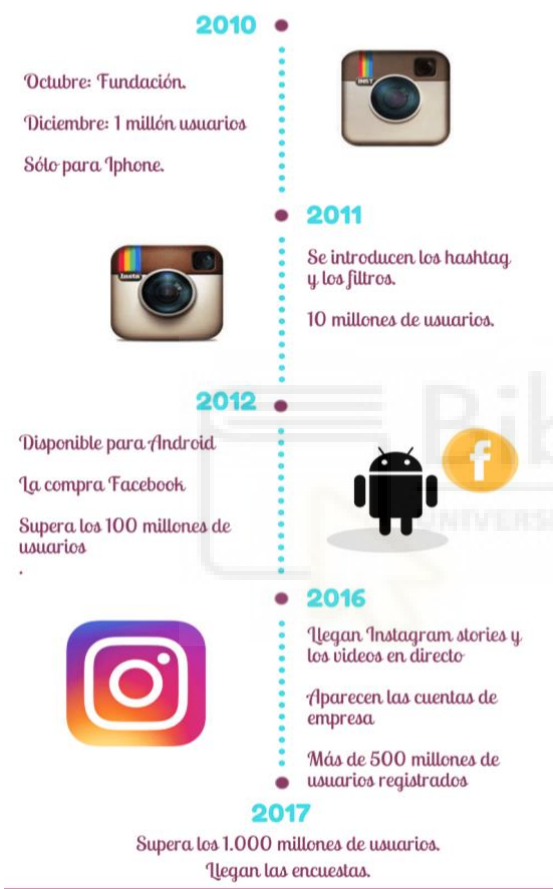 2010
Octubre: Fundación.
Diciembre: 1 millón usuarios
Sólo para Iphone.
2011
Se introducen los hashtag
y los filtros.
10 millones de usuarios.
2012
Disponible para Android
La compra Facebook
Supera los 100 millones de
usuarios
.
f
UNIVERS
Bib
2016
Llegan Instagram stories y
los videos en directo
Aparecen las cuentas de
empresa
Más de 500 millones de
usuarios registrados
2017
Supera los 1.000 millones de usuarios.
Llegan las encuestas.